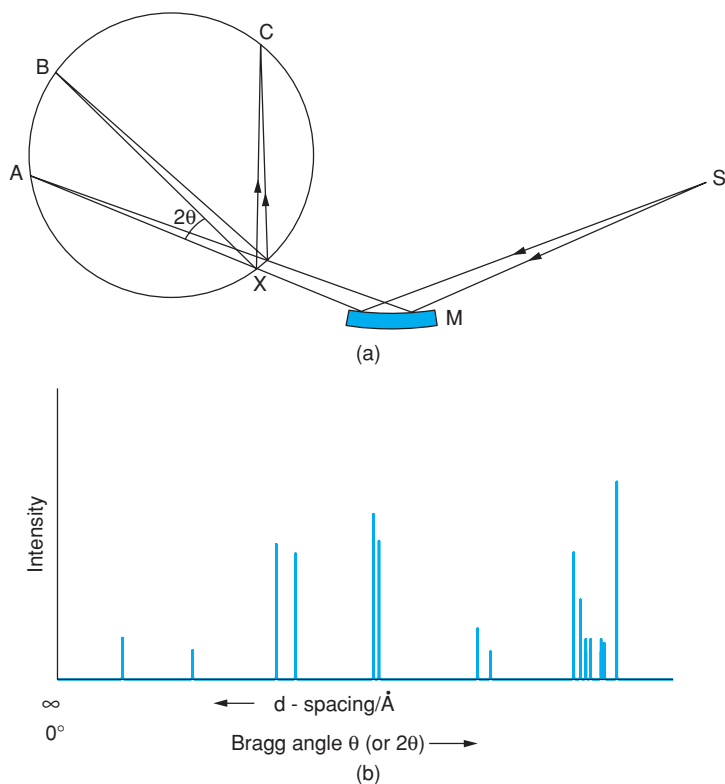 C
B
A
S
2θ
X
M
(a)
Intensity
∞
d - spacing/Å
0°
Bragg angle θ (or 2θ)
(b)